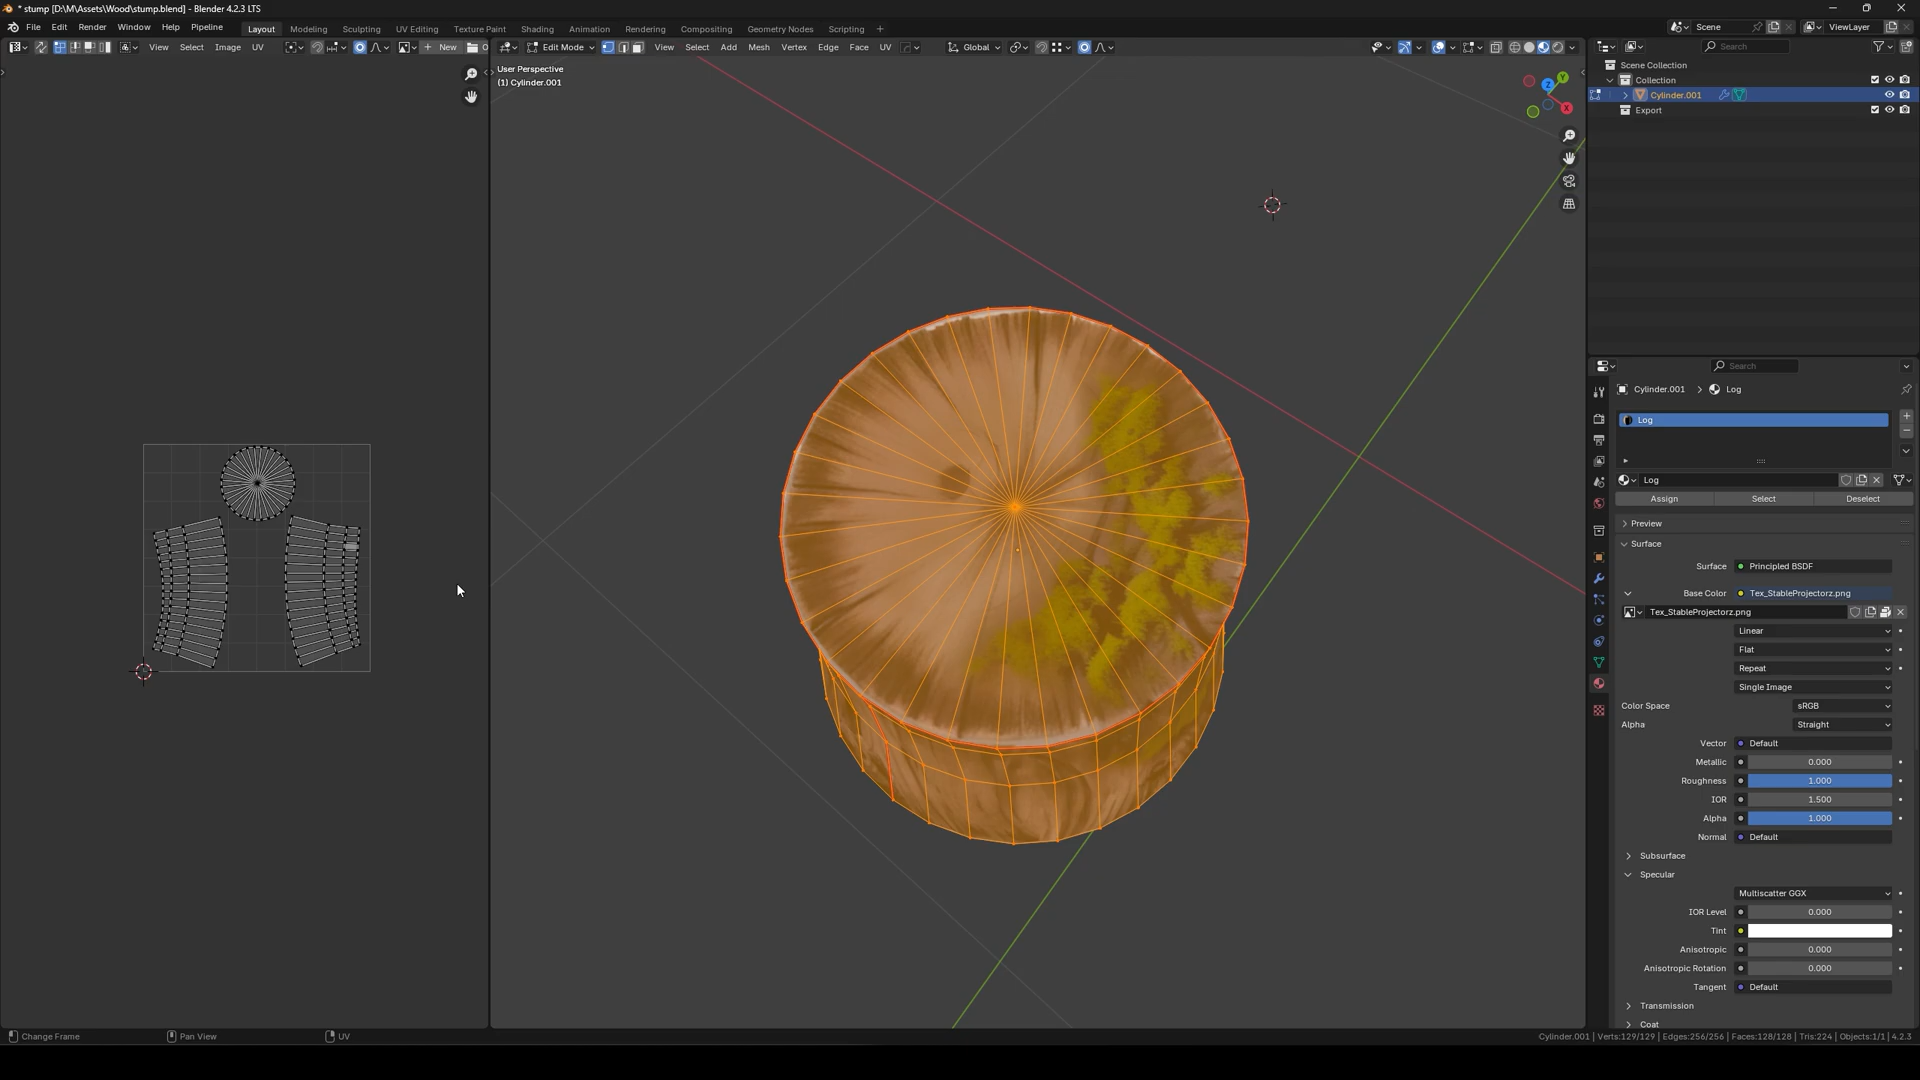 * stump [D:\M\Assets\Wood\stump.blend] - Blender 4.2.3 LTS
File Edit Render Window Help Pipeline Layout Modeling Sculpting UV Editing Texture Paint Shading Animation Rendering Compositing Geometry Nodes Scripting + Scene ViewLayer
View Select Image UV New O Edit Mode View Select Add Mesh Vertex Edge Face UV Global Search
User Perspective
(1) Cylinder.001
Scene Collection
Collection
Cylinder.001
Export
Z
Y
X
Search
Cylinder.001 > Log
Log
Log
Assign Select Deselect
Preview
Surface
Surface Principled BSDF
Base Color Tex_StableProjectorz.png
Tex_StableProjectorz.png
Linear
Flat
Repeat
Single Image
Color Space sRGB
Alpha Straight
Vector Default
Metallic 0.000
Roughness 1.000
IOR 1.500
Alpha 1.000
Normal Default
Subsurface
Specular
Multiscatter GGX
IOR Level 0.000
Tint
Anisotropic 0.000
Anisotropic Rotation 0.000
Tangent Default
Transmission
Coat
Change Frame Pan View UV Cylinder.001 | Verts:129/129 | Edges:256/256 | Faces:128/128 | Tris:224 | Objects:1/1 | 4.2.3